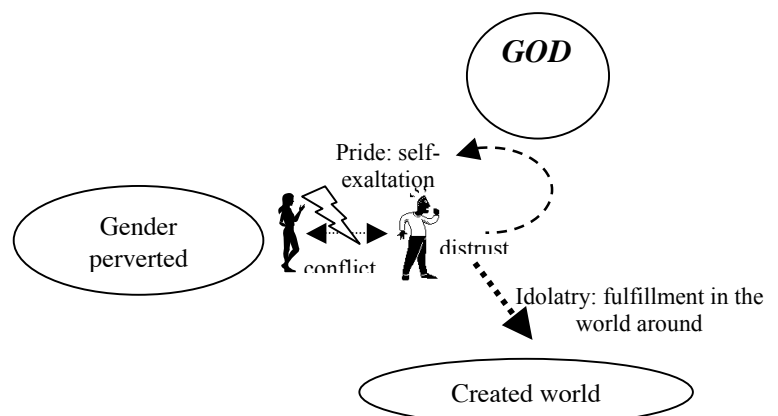 GOD
Pride: self-
exaltation
Gender
perverted
distrust
conflict
Idolatry: fulfillment in the
world around
Created world